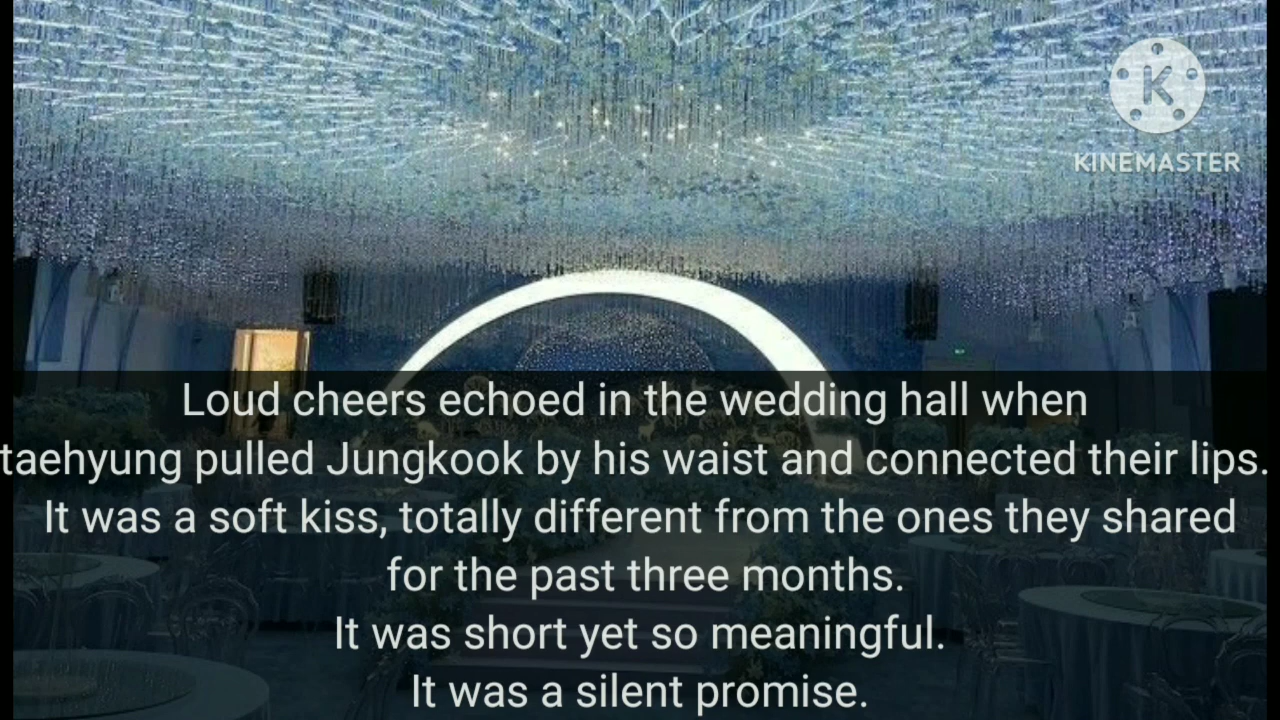 K
KINEMASTER
Loud cheers echoed in the wedding hall when
taehyung pulled Jungkook by his waist and connected their lips.
It was a soft kiss, totally different from the ones they shared
for the past three months.
It was short yet so meaningful.
It was a silent promise.